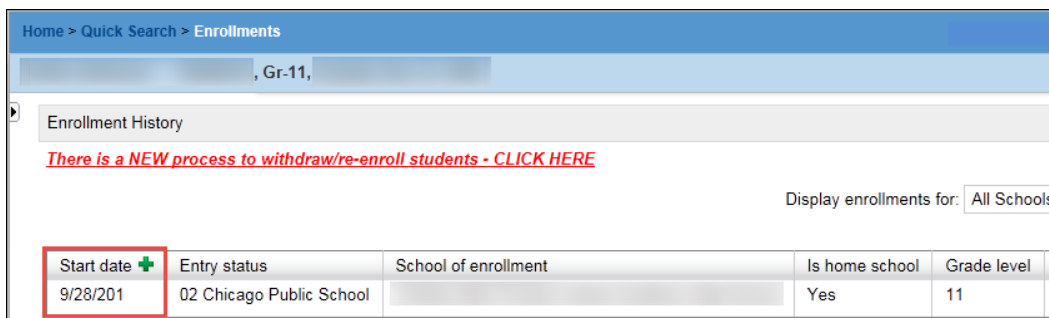 Home > Quick Search > Enrollments
, Gr-11,
Enrollment History
There is a NEW process to withdraw/re-enroll students - CLICK HERE
Display enrollments for: All Schools
Start date Entry status School of enrollment Is home school Grade level
9/28/201 02 Chicago Public School Yes 11